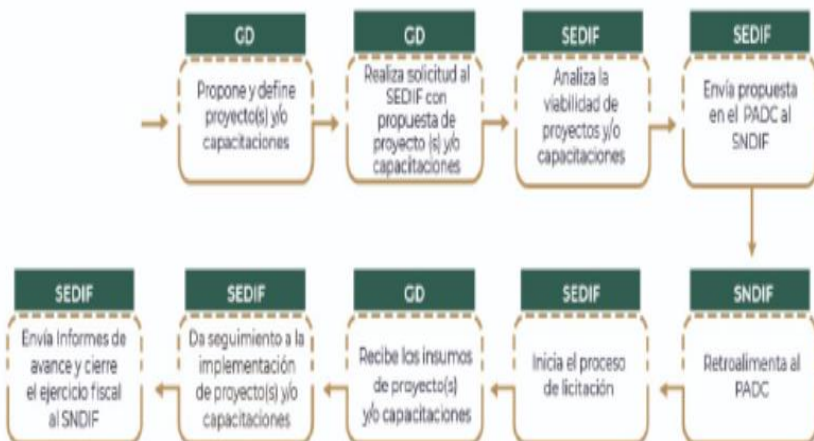 GD
Propone y define
proyecto(s) y/o
capacitaciones
GD
Realiza solicitud al
SEDIF con
propuesta de
proyecto (s) y/o
capacitaciones
SEDIF
Analiza la
viabilidad de
proyectos y/o
capacitaciones
SEDIF
Envía propuesta
en el PADC al
SNDIF
SNDIF
Retroalimenta al
PADC
SEDIF
Inicia el proceso
de licitación
GD
Recibe los insumos
de proyecto(s)
y/o capacitaciones
SEDIF
Da seguimiento a la
implementación
de proyecto(s) y/o
capacitaciones
SEDIF
Envía Informes de
avance y cierre
el ejercicio fiscal
al SNDIF